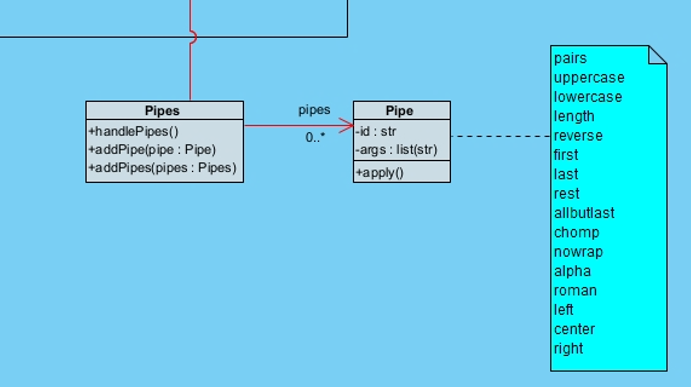 Pipes
+handlePipes()
+addPipe(pipe : Pipe)
+addPipes(pipes : Pipes)
pipes
0..*
Pipe
-id : str
-args : list(str)
+apply()
pairs
uppercase
lowercase
length
reverse
first
last
rest
allbutlast
chomp
nowrap
alpha
roman
left
center
right